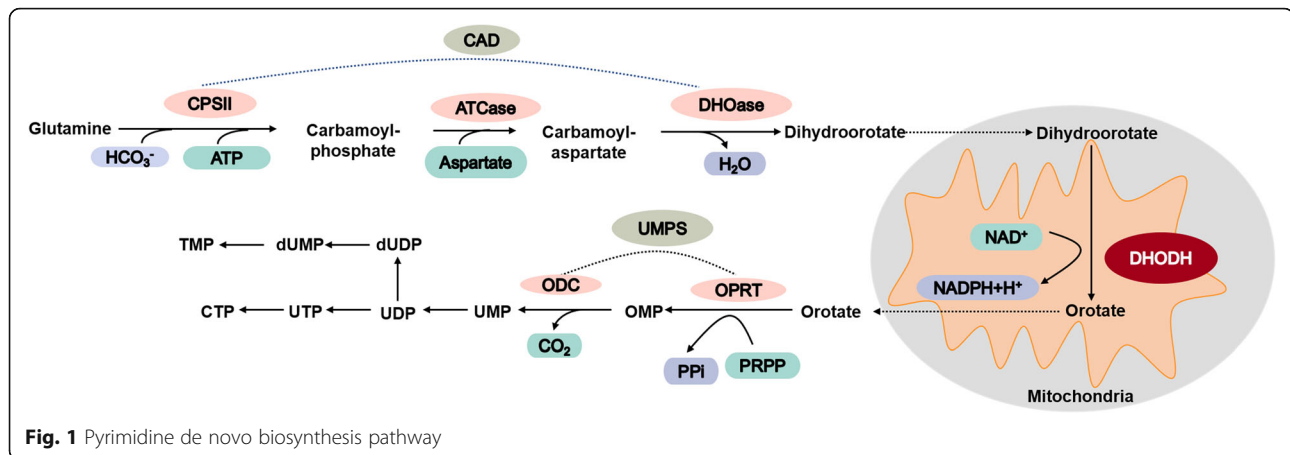 CAD
CPSII
ATCase
DHOase
Glutamine
HCO₃⁻
ATP
Carbamoyl-
phosphate
Aspartate
Carbamoyl-
aspartate
H₂O
Dihydroorotate
Dihydroorotate
NAD⁺
DHODH
NADPH+H⁺
Orotate
Mitochondria
UMPS
TMP
dUMP
dUDP
ODC
OPRT
CTP
UTP
UDP
UMP
OMP
Orotate
CO₂
PPi
PRPP
Fig. 1 Pyrimidine de novo biosynthesis pathway